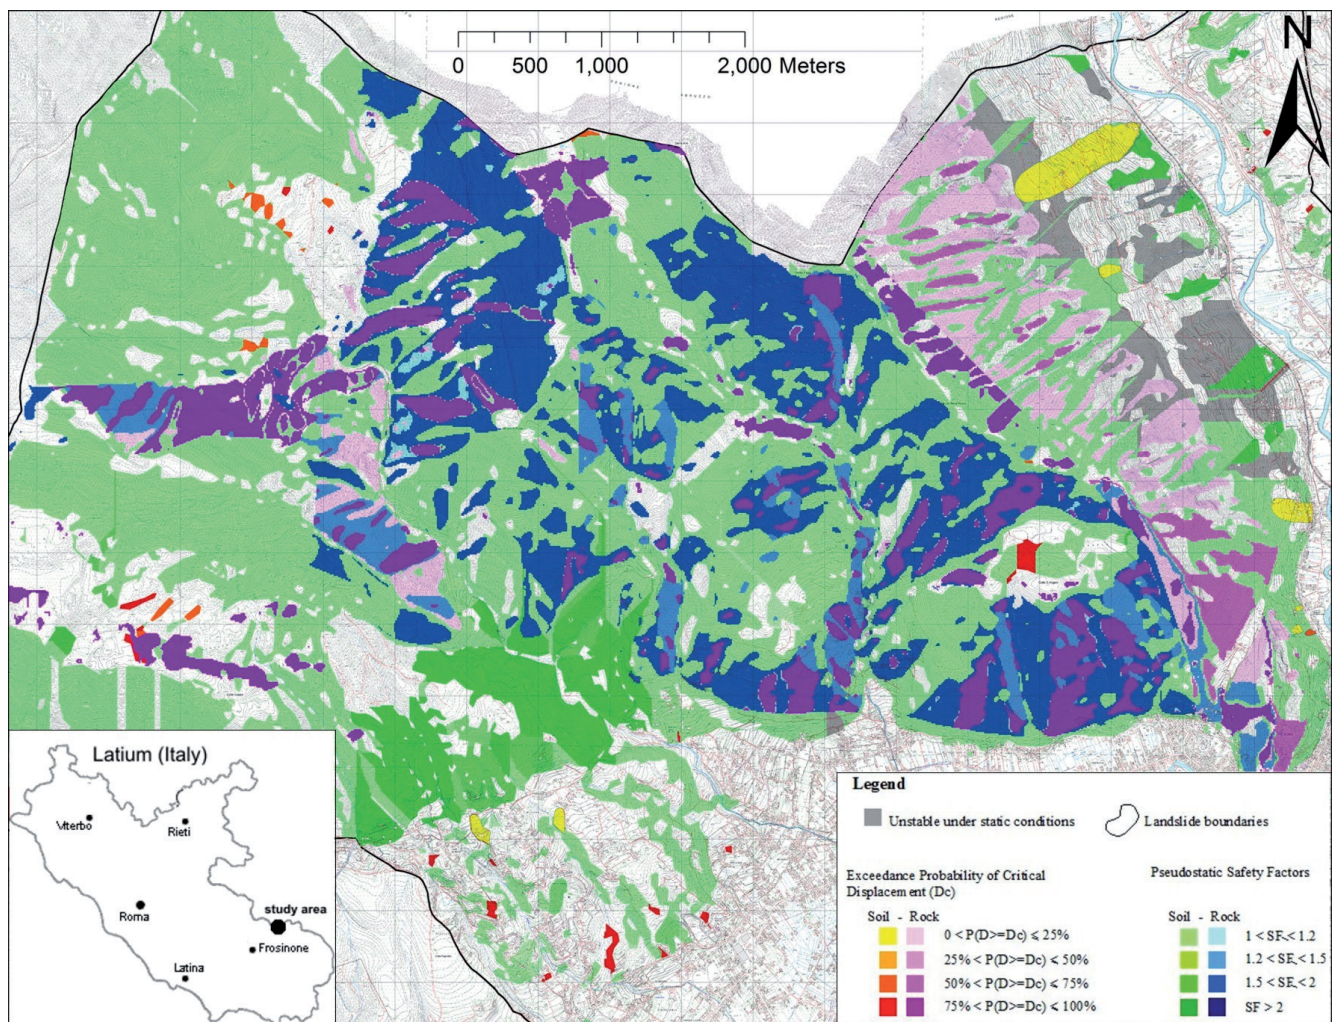 N
0 500 1,000 2,000 Meters
REGIONE
ABRUZZO
Latium (Italy)
Viterbo
Rieti
Roma
study area
Frosinone
Latina
Legend
Unstable under static conditions
Landslide boundaries
Exceedance Probability of Critical
Displacement (Dc)
Soil - Rock
0 < P(D>=Dc) ⩽ 25%
25% < P(D>=Dc) ⩽ 50%
50% < P(D>=Dc) ⩽ 75%
75% < P(D>=Dc) ⩽ 100%
Pseudostatic Safety Factors
Soil - Rock
1 < SF < 1.2
1.2 < SF < 1.5
1.5 < SF < 2
SF > 2